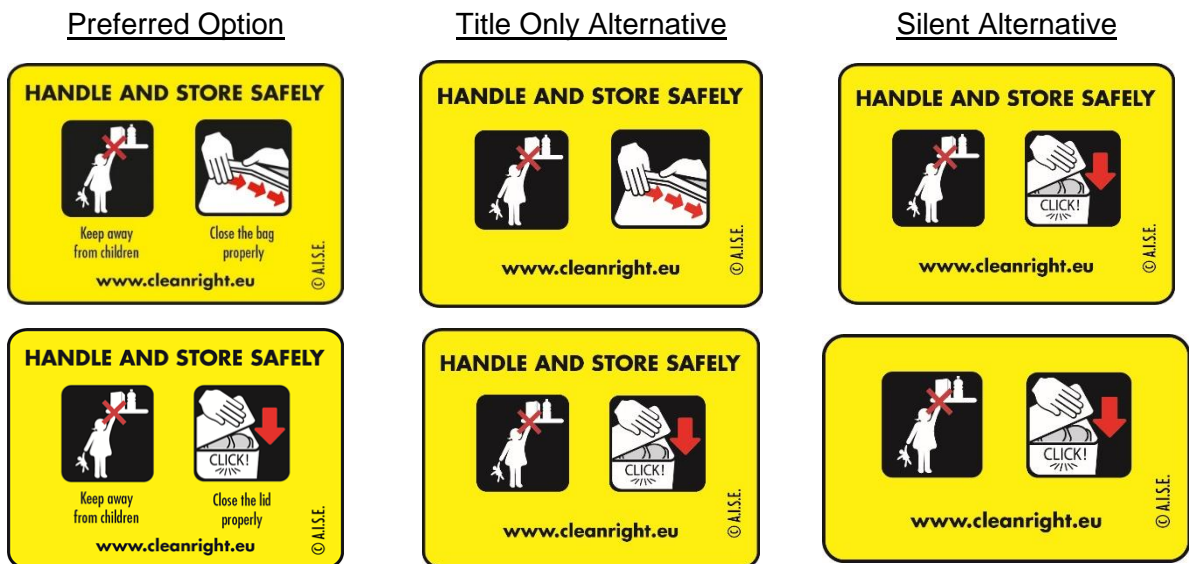 Preferred Option
Title Only Alternative
Silent Alternative
HANDLE AND STORE SAFELY
Keep away
from children
Close the bag
properly
www.cleanright.eu
© A.I.S.E.
HANDLE AND STORE SAFELY
www.cleanright.eu
© A.I.S.E.
HANDLE AND STORE SAFELY
CLICK!
www.cleanright.eu
© A.I.S.E.
HANDLE AND STORE SAFELY
CLICK!
Keep away
from children
Close the lid
properly
www.cleanright.eu
© A.I.S.E.
HANDLE AND STORE SAFELY
CLICK!
www.cleanright.eu
© A.I.S.E.
CLICK!
www.cleanright.eu
© A.I.S.E.